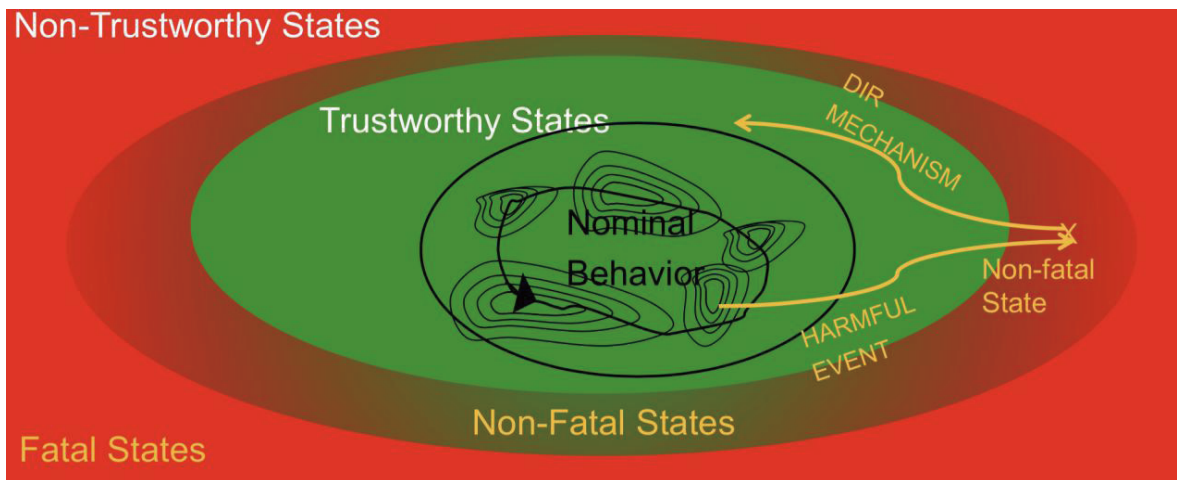 Non-Trustworthy States
Trustworthy States
DIR
MECHANISM
Nominal
Behavior
X
Non-fatal
State
HARMFUL
EVENT
Non-Fatal States
Fatal States